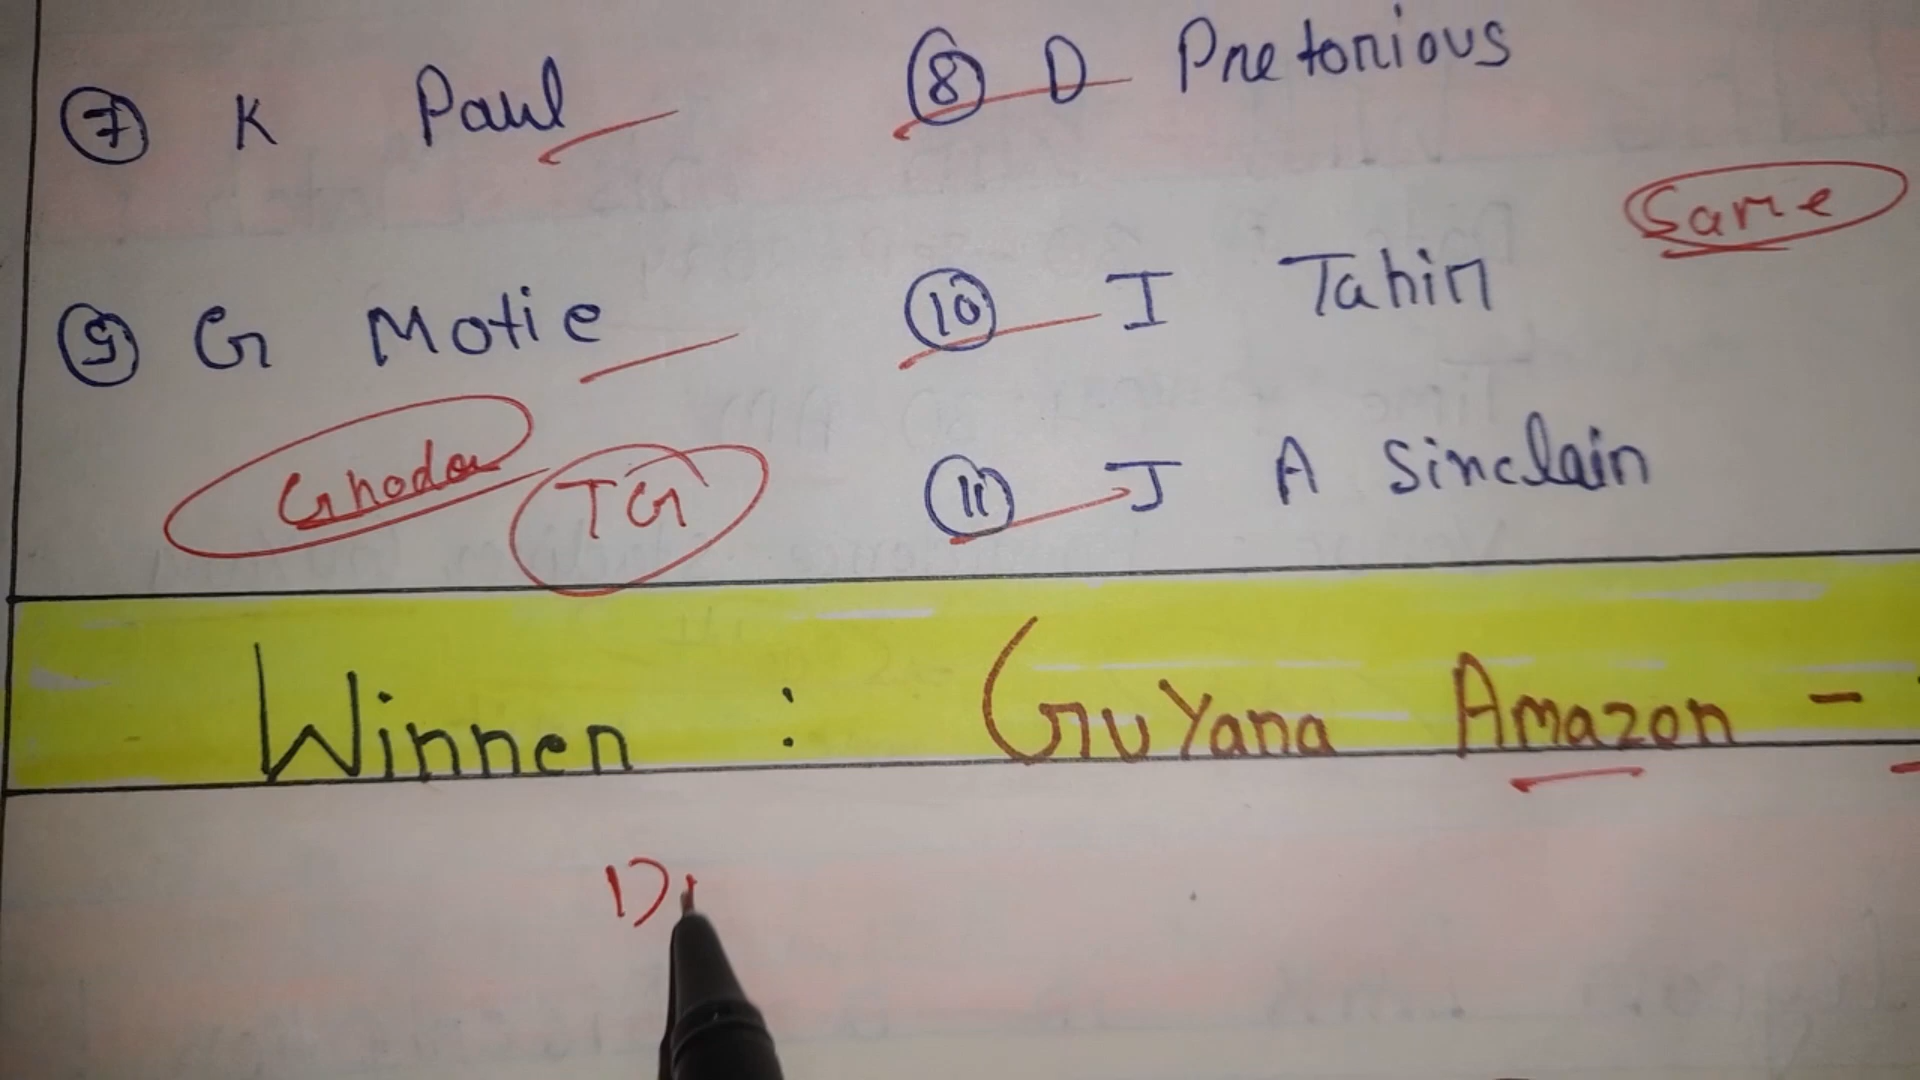 7 K Paul 8 D Pretorious
Same
9 G Motie 10 I Tahir
Ghoda TG 11 J A Sinclair
Winner : Guyana Amazon -
D